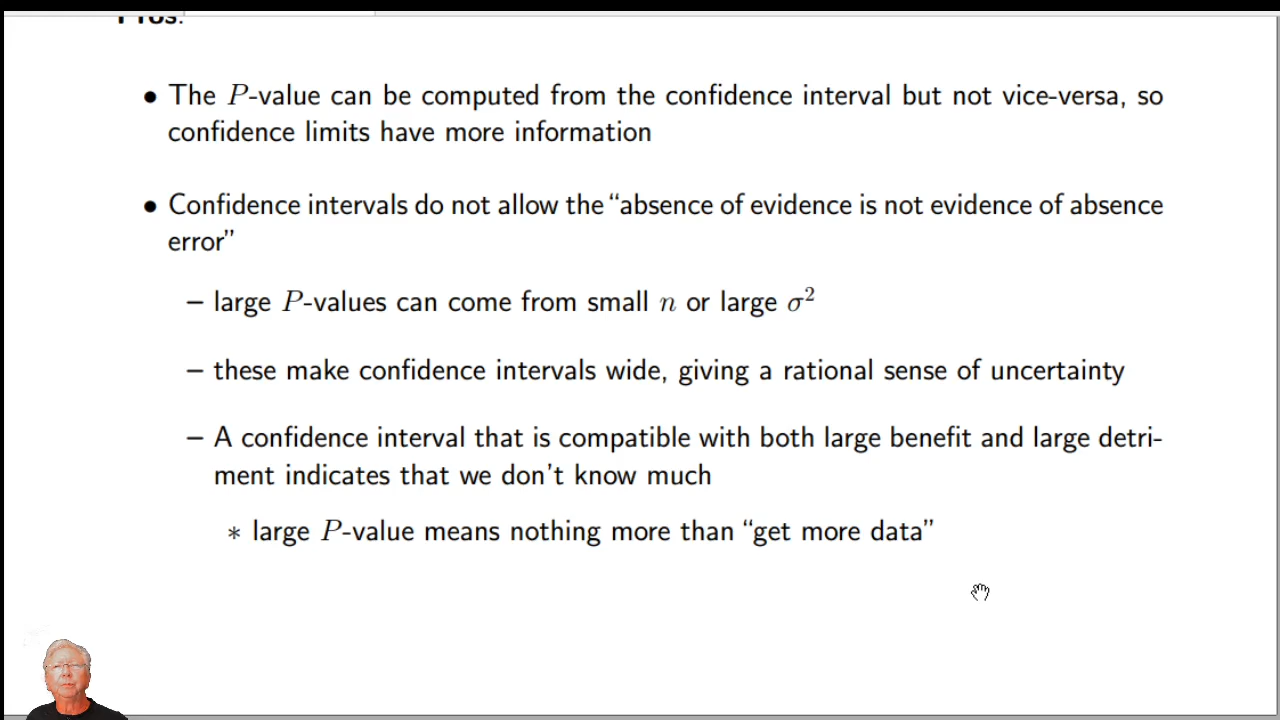 Pros:
• The P-value can be computed from the confidence interval but not vice-versa, so
confidence limits have more information
• Confidence intervals do not allow the “absence of evidence is not evidence of absence
error”
– large P-values can come from small n or large σ²
– these make confidence intervals wide, giving a rational sense of uncertainty
– A confidence interval that is compatible with both large benefit and large detri-
ment indicates that we don’t know much
∗ large P-value means nothing more than “get more data”